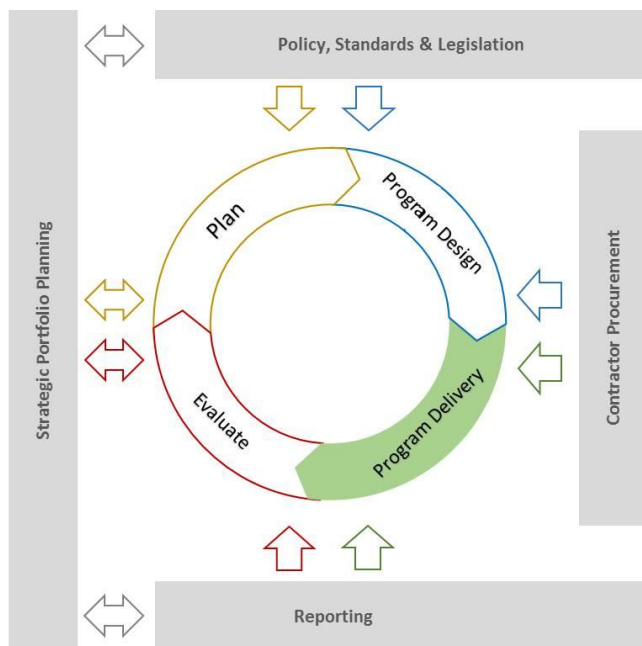 Policy, Standards & Legislation
Strategic Portfolio Planning
Plan
Program Design
Contractor Procurement
Evaluate
Program Delivery
Reporting